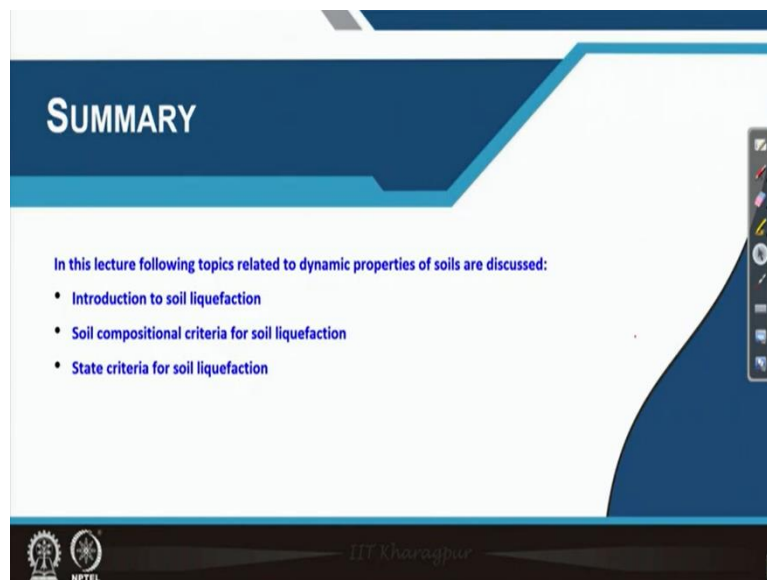 SUMMARY
In this lecture following topics related to dynamic properties of soils are discussed:
• Introduction to soil liquefaction
• Soil compositional criteria for soil liquefaction
• State criteria for soil liquefaction
IIT Kharagpur
NPTEL